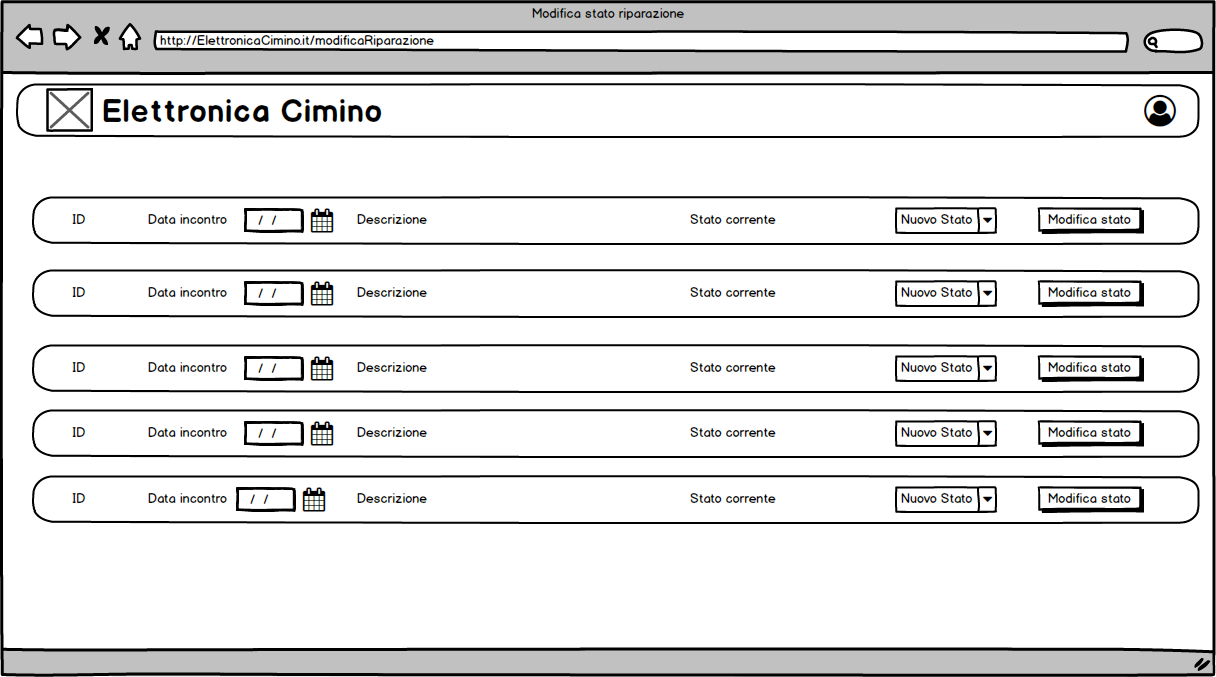 Modifica stato riparazione
http://ElettronicaCimino.it/modificaRiparazione
Elettronica Cimino
ID Data incontro / / Descrizione Stato corrente Nuovo Stato Modifica stato
ID Data incontro / / Descrizione Stato corrente Nuovo Stato Modifica stato
ID Data incontro / / Descrizione Stato corrente Nuovo Stato Modifica stato
ID Data incontro / / Descrizione Stato corrente Nuovo Stato Modifica stato
ID Data incontro / / Descrizione Stato corrente Nuovo Stato Modifica stato